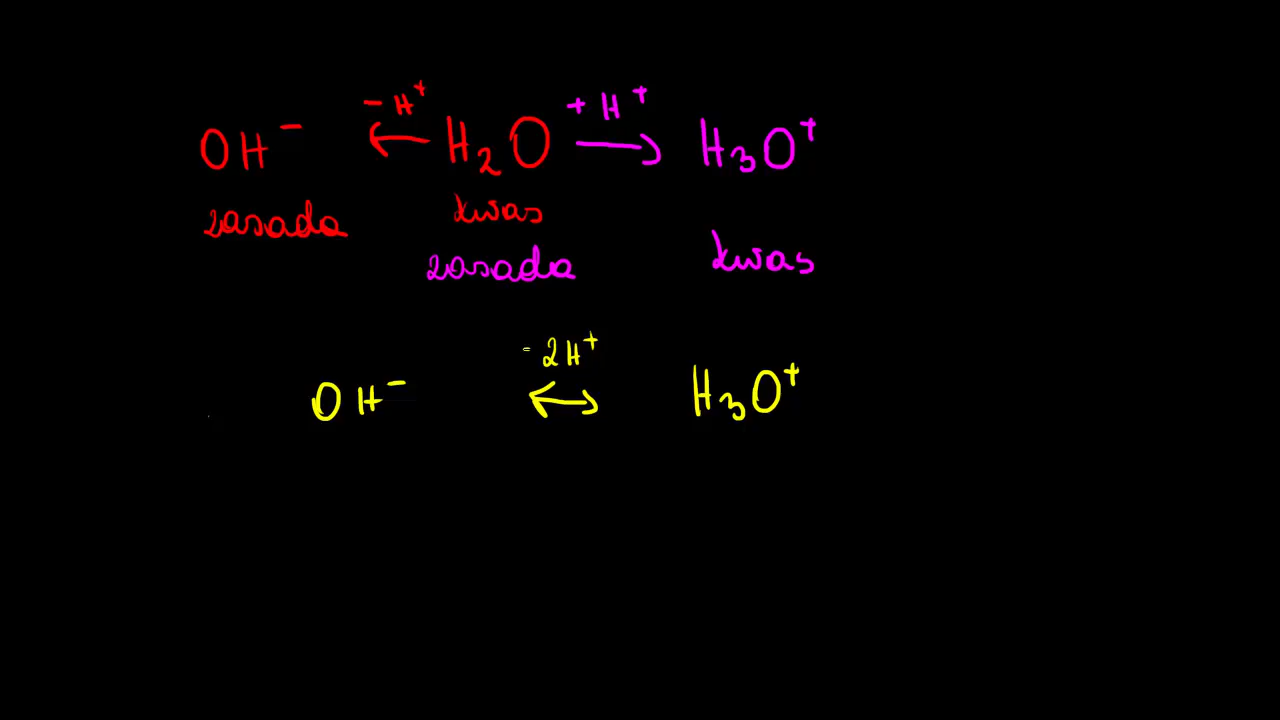 - H⁺ + H⁺
OH⁻ ← H₂O → H₃O⁺
zasada kwas
zasada kwas
- 2H⁺
OH⁻ ↔ H₃O⁺